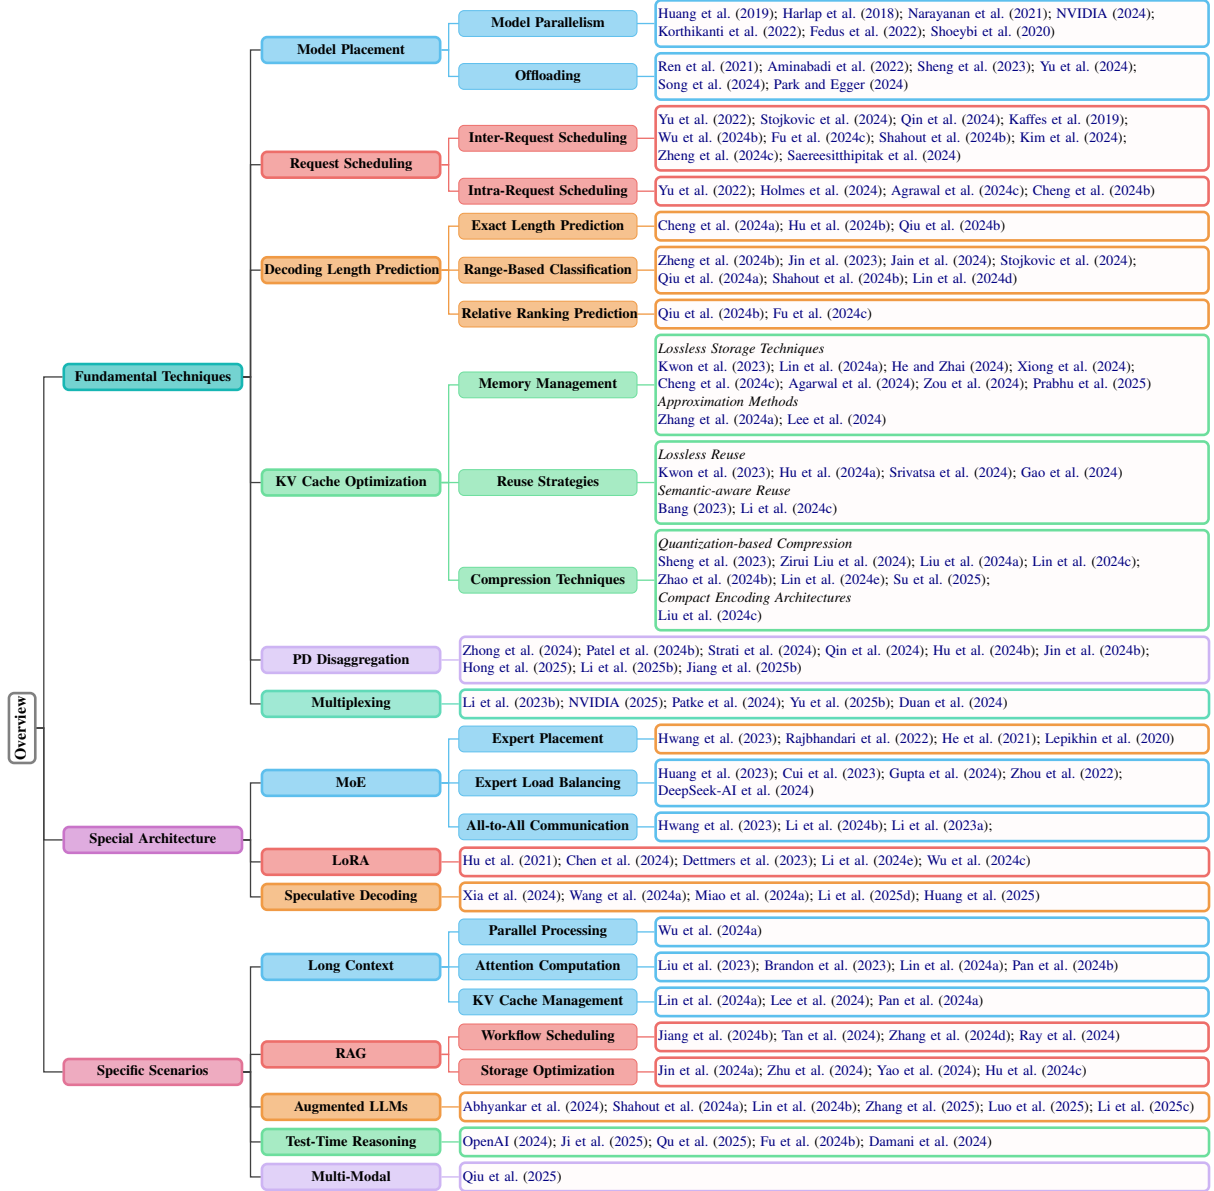 Overview
Fundamental Techniques
Model Placement
Model Parallelism
Huang et al. (2019); Harlap et al. (2018); Narayanan et al. (2021); NVIDIA (2024);
Korthikanti et al. (2022); Fedus et al. (2022); Shoeybi et al. (2020)
Offloading
Ren et al. (2021); Aminabadi et al. (2022); Sheng et al. (2023); Yu et al. (2024);
Song et al. (2024); Park and Egger (2024)
Request Scheduling
Inter-Request Scheduling
Yu et al. (2022); Stojkovic et al. (2024); Qin et al. (2024); Kaffes et al. (2019);
Wu et al. (2024b); Fu et al. (2024c); Shahout et al. (2024b); Kim et al. (2024);
Zheng et al. (2024c); Saereesitthipitak et al. (2024)
Intra-Request Scheduling
Yu et al. (2022); Holmes et al. (2024); Agrawal et al. (2024c); Cheng et al. (2024b)
Decoding Length Prediction
Exact Length Prediction
Cheng et al. (2024a); Hu et al. (2024b); Qiu et al. (2024b)
Range-Based Classification
Zheng et al. (2024b); Jin et al. (2023); Jain et al. (2024); Stojkovic et al. (2024);
Qiu et al. (2024a); Shahout et al. (2024b); Lin et al. (2024d)
Relative Ranking Prediction
Qiu et al. (2024b); Fu et al. (2024c)
KV Cache Optimization
Memory Management
Lossless Storage Techniques
Kwon et al. (2023); Lin et al. (2024a); He and Zhai (2024); Xiong et al. (2024);
Cheng et al. (2024c); Agarwal et al. (2024); Zou et al. (2024); Prabhu et al. (2025)
Approximation Methods
Zhang et al. (2024a); Lee et al. (2024)
Reuse Strategies
Lossless Reuse
Kwon et al. (2023); Hu et al. (2024a); Srivatsa et al. (2024); Gao et al. (2024)
Semantic-aware Reuse
Bang (2023); Li et al. (2024c)
Compression Techniques
Quantization-based Compression
Sheng et al. (2023); Zirui Liu et al. (2024); Liu et al. (2024a); Lin et al. (2024c);
Zhao et al. (2024b); Lin et al. (2024e); Su et al. (2025);
Compact Encoding Architectures
Liu et al. (2024c)
PD Disaggregation
Zhong et al. (2024); Patel et al. (2024b); Strati et al. (2024); Qin et al. (2024); Hu et al. (2024b); Jin et al. (2024b);
Hong et al. (2025); Li et al. (2025b); Jiang et al. (2025b)
Multiplexing
Li et al. (2023b); NVIDIA (2025); Patke et al. (2024); Yu et al. (2025b); Duan et al. (2024)
Special Architecture
MoE
Expert Placement
Hwang et al. (2023); Rajbhandari et al. (2022); He et al. (2021); Lepikhin et al. (2020)
Expert Load Balancing
Huang et al. (2023); Cui et al. (2023); Gupta et al. (2024); Zhou et al. (2022);
DeepSeek-AI et al. (2024)
All-to-All Communication
Hwang et al. (2023); Li et al. (2024b); Li et al. (2023a);
LoRA
Hu et al. (2021); Chen et al. (2024); Dettmers et al. (2023); Li et al. (2024e); Wu et al. (2024c)
Speculative Decoding
Xia et al. (2024); Wang et al. (2024a); Miao et al. (2024a); Li et al. (2025d); Huang et al. (2025)
Specific Scenarios
Long Context
Parallel Processing
Wu et al. (2024a)
Attention Computation
Liu et al. (2023); Brandon et al. (2023); Lin et al. (2024a); Pan et al. (2024b)
KV Cache Management
Lin et al. (2024a); Lee et al. (2024); Pan et al. (2024a)
RAG
Workflow Scheduling
Jiang et al. (2024b); Tan et al. (2024); Zhang et al. (2024d); Ray et al. (2024)
Storage Optimization
Jin et al. (2024a); Zhu et al. (2024); Yao et al. (2024); Hu et al. (2024c)
Augmented LLMs
Abhyankar et al. (2024); Shahout et al. (2024a); Lin et al. (2024b); Zhang et al. (2025); Luo et al. (2025); Li et al. (2025c)
Test-Time Reasoning
OpenAI (2024); Ji et al. (2025); Qu et al. (2025); Fu et al. (2024b); Damani et al. (2024)
Multi-Modal
Qiu et al. (2025)